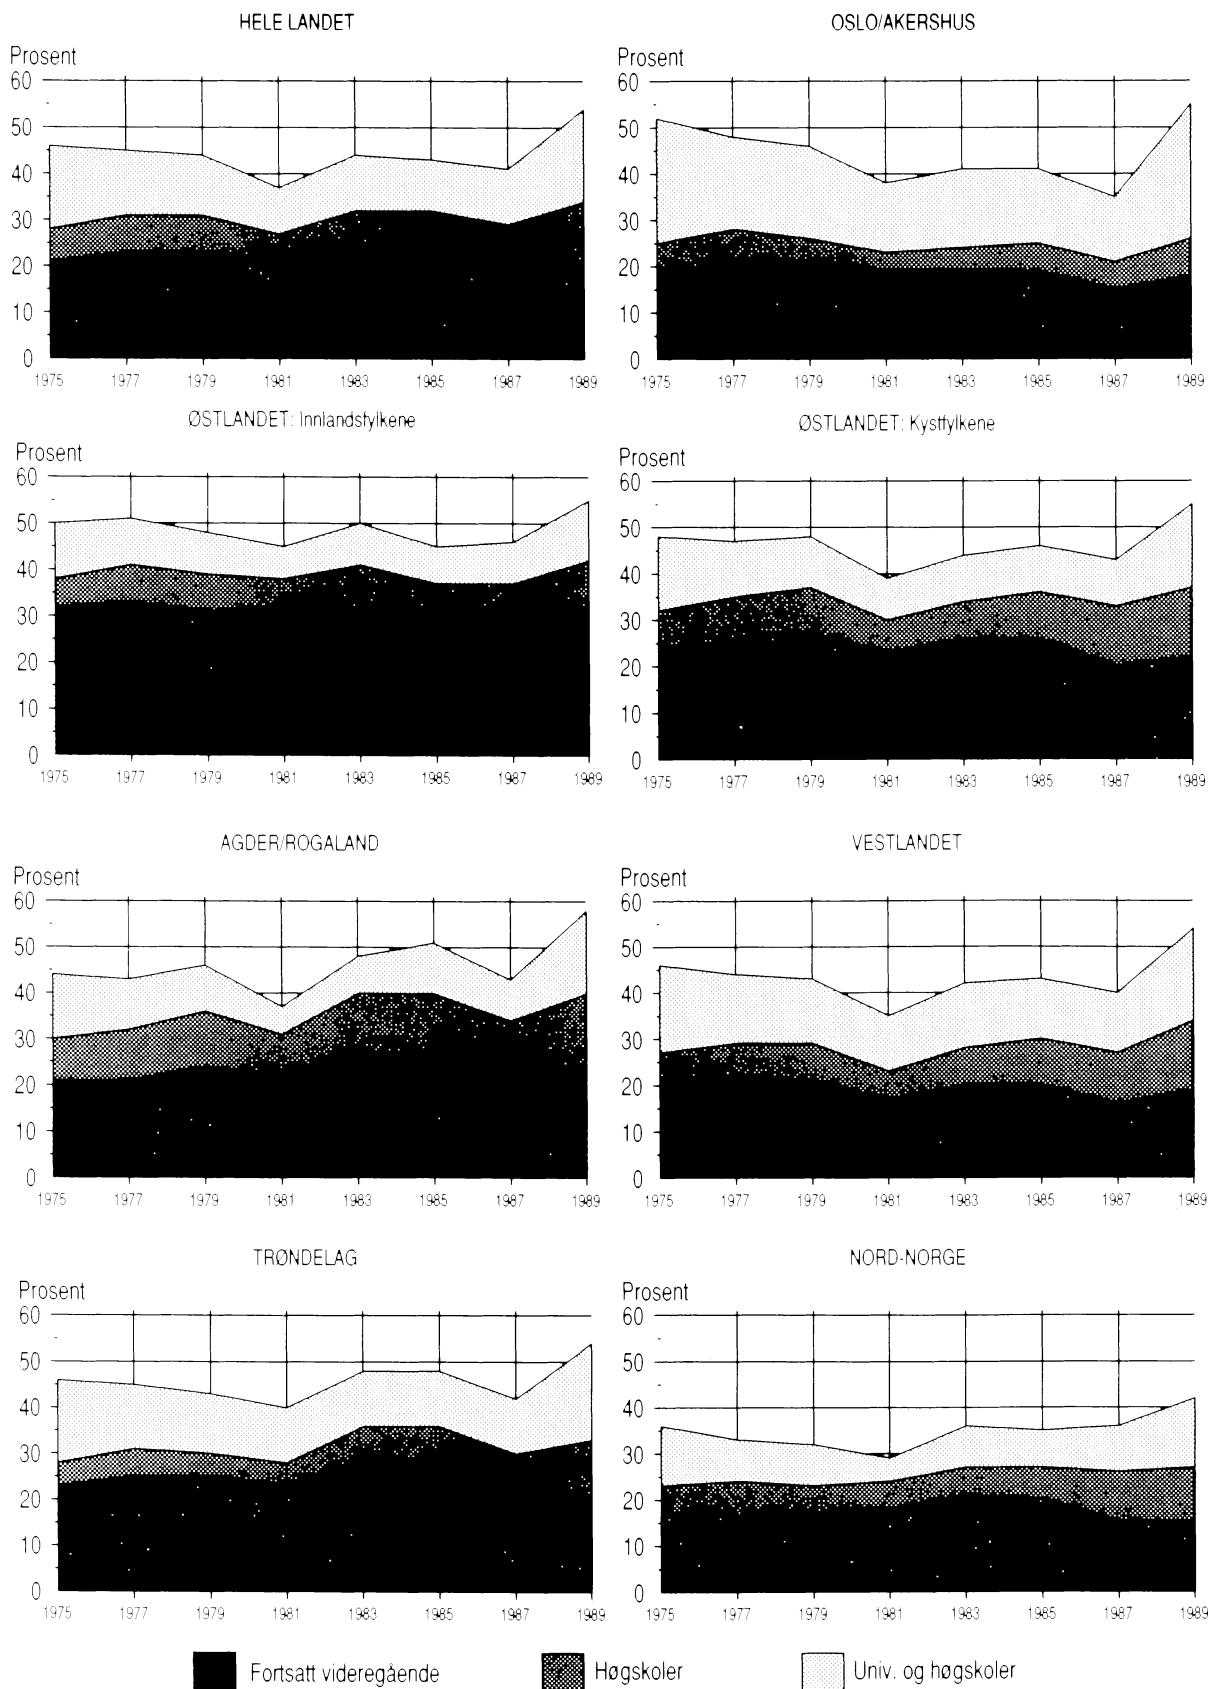 HELE LANDET
Prosent
60
50
40
30
20
10
0
1975 1977 1979 1981 1983 1985 1987 1989
OSLO/AKERSHUS
Prosent
60
50
40
30
20
10
0
1975 1977 1979 1981 1983 1985 1987 1989
ØSTLANDET: Innlandsfylkene
Prosent
60
50
40
30
20
10
0
1975 1977 1979 1981 1983 1985 1987 1989
ØSTLANDET: Kystfylkene
Prosent
60
50
40
30
20
10
0
1975 1977 1979 1981 1983 1985 1987 1989
AGDER/ROGALAND
Prosent
60
50
40
30
20
10
0
1975 1977 1979 1981 1983 1985 1987 1989
VESTLANDET
Prosent
60
50
40
30
20
10
0
1975 1977 1979 1981 1983 1985 1987 1989
TRØNDELAG
Prosent
60
50
40
30
20
10
0
1975 1977 1979 1981 1983 1985 1987 1989
NORD-NORGE
Prosent
60
50
40
30
20
10
0
1975 1977 1979 1981 1983 1985 1987 1989
Fortsatt videregående Høgskoler Univ. og høgskoler